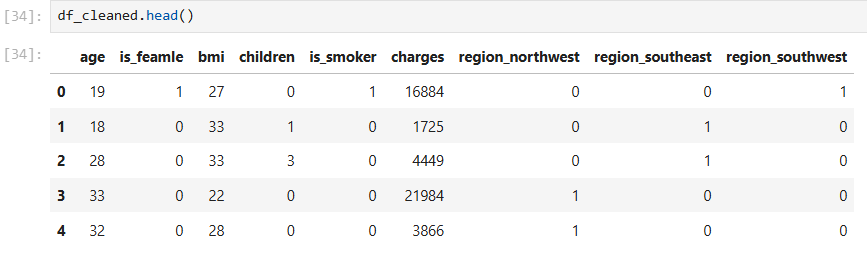 [34]: df_cleaned.head()
[34]: age is_feamle bmi children is_smoker charges region_northwest region_southeast region_southwest
0 19 1 27 0 1 16884 0 0 1
1 18 0 33 1 0 1725 0 1 0
2 28 0 33 3 0 4449 0 1 0
3 33 0 22 0 0 21984 1 0 0
4 32 0 28 0 0 3866 1 0 0